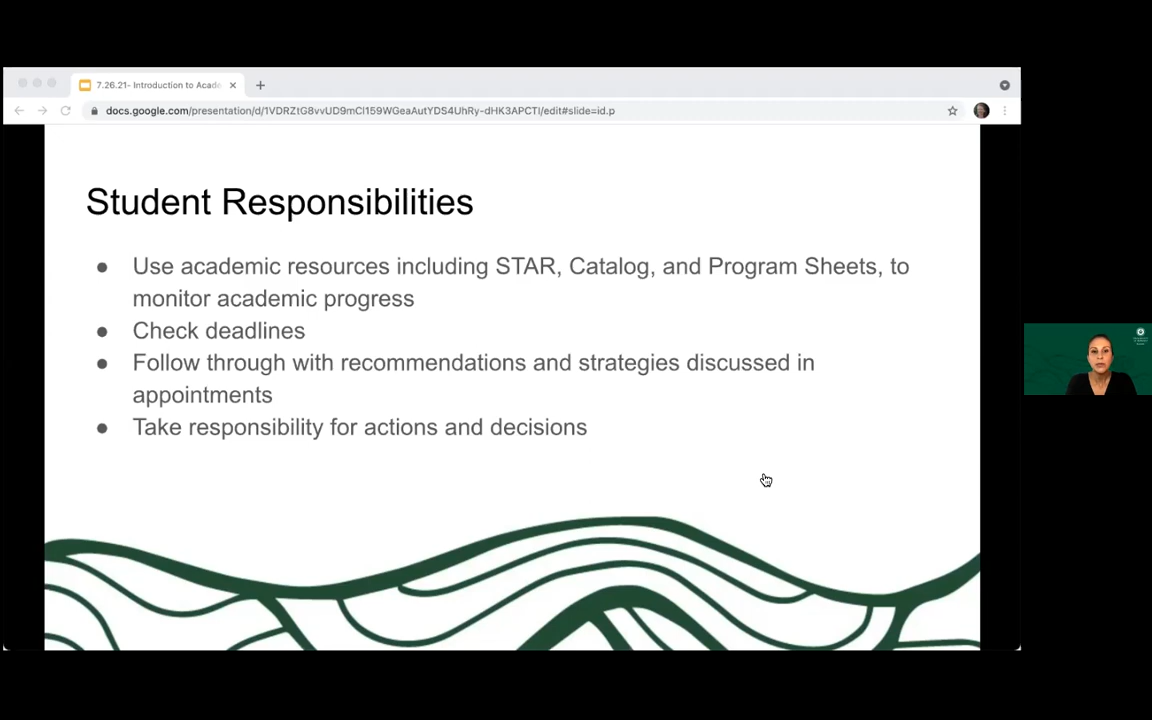 7.26.21- Introduction to Acade
docs.google.com/presentation/d/1VDRZtG8vvUD9mCl159WGeaAutYDS4UhRy-dHK3APCTI/edit#slide=id.p
Student Responsibilities
● Use academic resources including STAR, Catalog, and Program Sheets, to
monitor academic progress
● Check deadlines
● Follow through with recommendations and strategies discussed in
appointments
● Take responsibility for actions and decisions